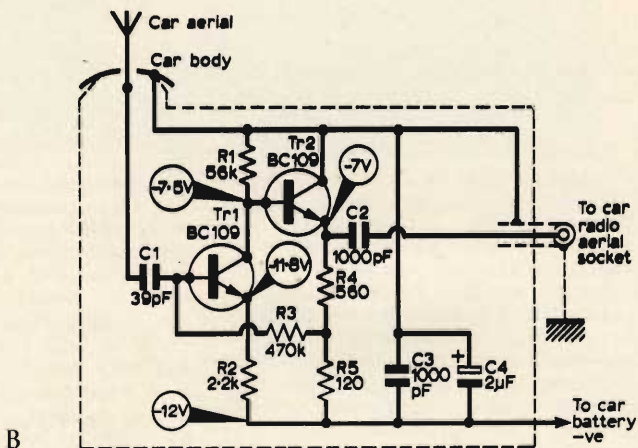 Car aerial
Car body
R1
56k
Tr2
BC109
-7V
-7·5V
Tr1
BC109
-11·8V
C2
1000pF
To car
radio
aerial
socket
C1
39pF
R4
560
R3
470k
R2
2·2k
R5
120
C3
1000
pF
+
C4
2µF
-12V
To car
battery
-ve
B